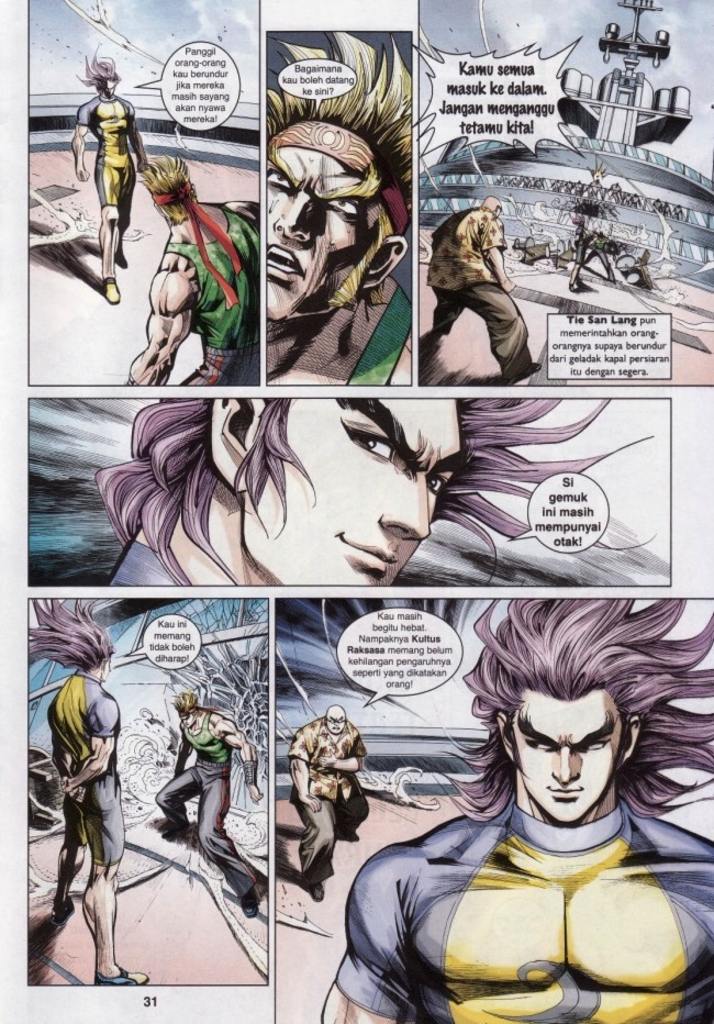 Panggil
orang-orang
kau berundur
jika mereka
masih sayang
akan nyawa
mereka!
Bagaimana
kau boleh datang
ke sini?
Kamu semua
masuk ke dalam.
Jangan menganggu
tetamu kita!
Tie San Lang pun
memerintahkan orang-
orangnya supaya berundur
dari geladak kapal persiaran
itu dengan segera.
Si
gemuk
ini masih
mempunyai
otak!
Kau ini
memang
tidak boleh
diharap!
Kau masih
begitu hebat.
Nampaknya Kultus
Raksasa memang belum
kehilangan pengaruhnya
seperti yang dikatakan
orang!
31